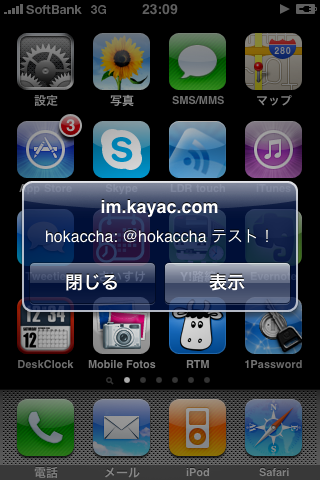 SoftBank 3G 23:09
設定 写真 SMS/MMS マップ
280
3
App Store Skype LDR touch iTunes
im.kayac.com
hokaccha: @hokaccha テスト！
閉じる 表示
12 34
DeskClock Mobile Fotos RTM 1Password
電話 メール iPod Safari